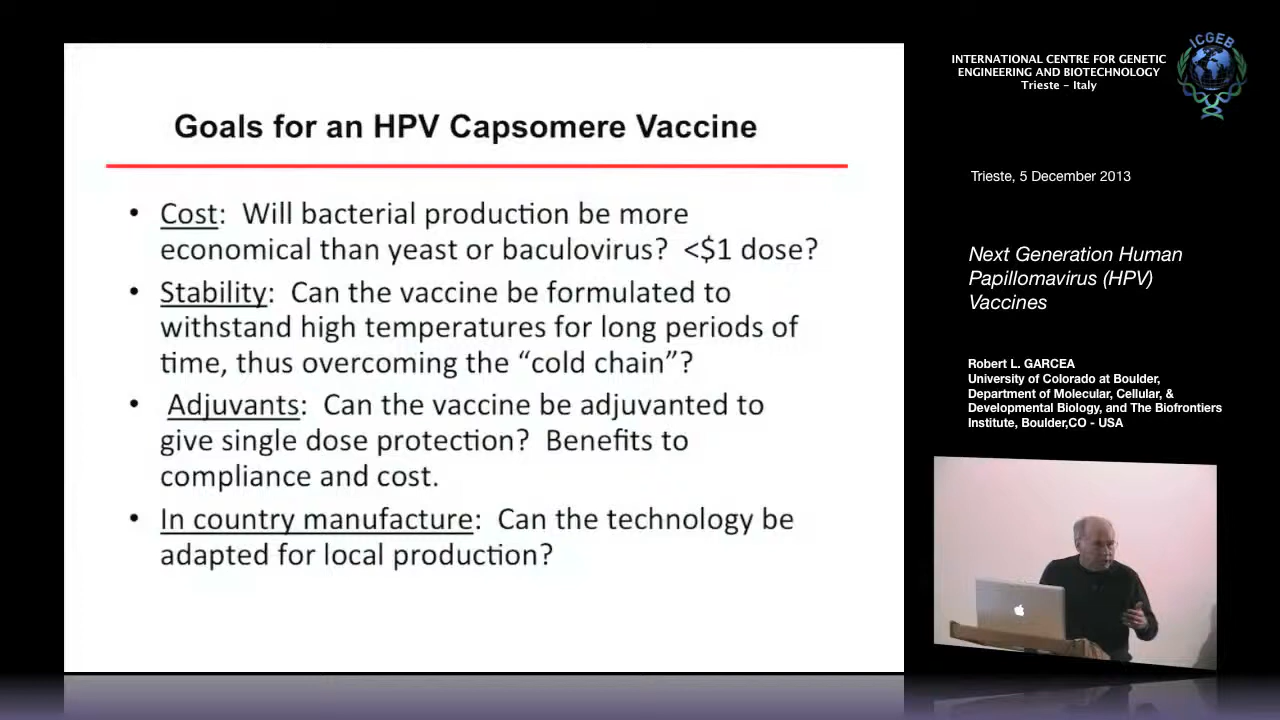 Goals for an HPV Capsomere Vaccine
• Cost: Will bacterial production be more
economical than yeast or baculovirus? <$1 dose?
• Stability: Can the vaccine be formulated to
withstand high temperatures for long periods of
time, thus overcoming the “cold chain”?
• Adjuvants: Can the vaccine be adjuvanted to
give single dose protection? Benefits to
compliance and cost.
• In country manufacture: Can the technology be
adapted for local production?
INTERNATIONAL CENTRE FOR GENETIC
ENGINEERING AND BIOTECHNOLOGY
Trieste - Italy
ICGEB
Trieste, 5 December 2013
Next Generation Human
Papillomavirus (HPV)
Vaccines
Robert L. GARCEA
University of Colorado at Boulder,
Department of Molecular, Cellular, &
Developmental Biology, and The Biofrontiers
Institute, Boulder,CO - USA